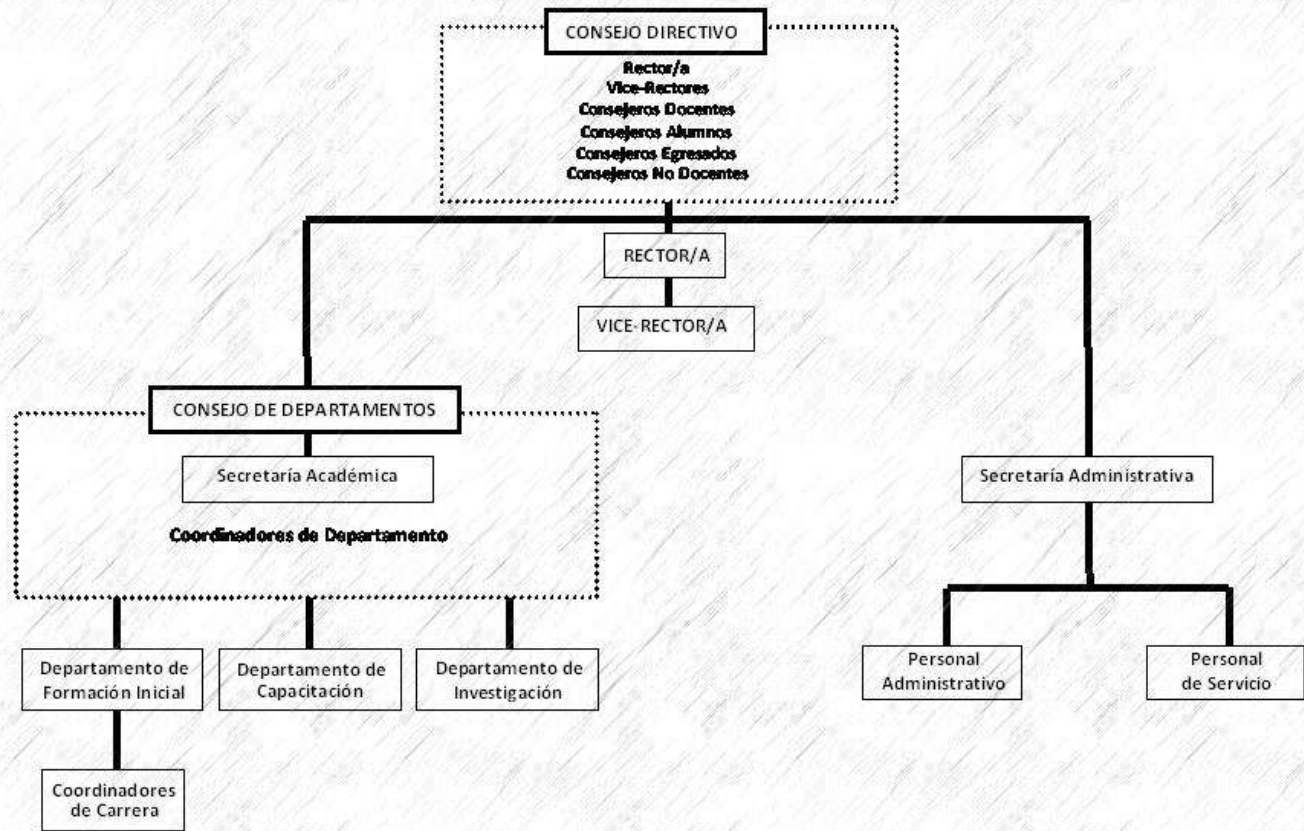 CONSEJO DIRECTIVO
Rector/a
Vice-Rectores
Consejeros Docentes
Consejeros Alumnos
Consejeros Egresados
Consejeros No Docentes
RECTOR/A
VICE-RECTOR/A
CONSEJO DE DEPARTAMENTOS
Secretaría Académica
Coordinadores de Departamento
Secretaría Administrativa
Departamento de
Formación Inicial
Departamento de
Capacitación
Departamento de
Investigación
Personal
Administrativo
Personal
de Servicio
Coordinadores
de Carrera